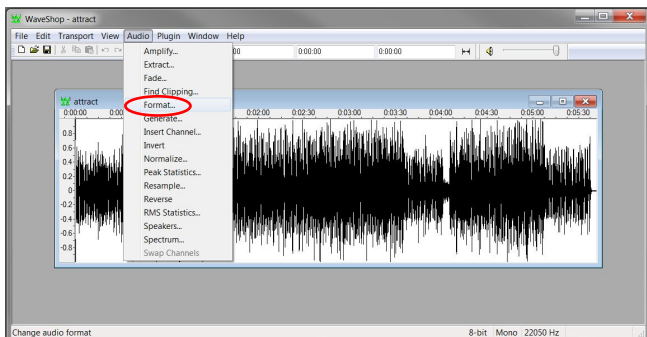 WaveShop - attract
File Edit Transport View Audio Plugin Window Help
00 0:00:00 0:00:00
Amplify...
Extract...
Fade...
Find Clipping...
Format...
Generate...
Insert Channel...
Invert
Normalize...
Peak Statistics...
Resample...
Reverse
RMS Statistics...
Speakers...
Spectrum...
Swap Channels
attract
0:00:00 0:00 0:02:00 0:02:30 0:03:00 0:03:30 0:04:00 0:04:30 0:05:00 0:05:30
0.8
0.6
0.4
0.2
0
-0.2
-0.4
-0.6
-0.8
Change audio format 8-bit Mono 22050 Hz